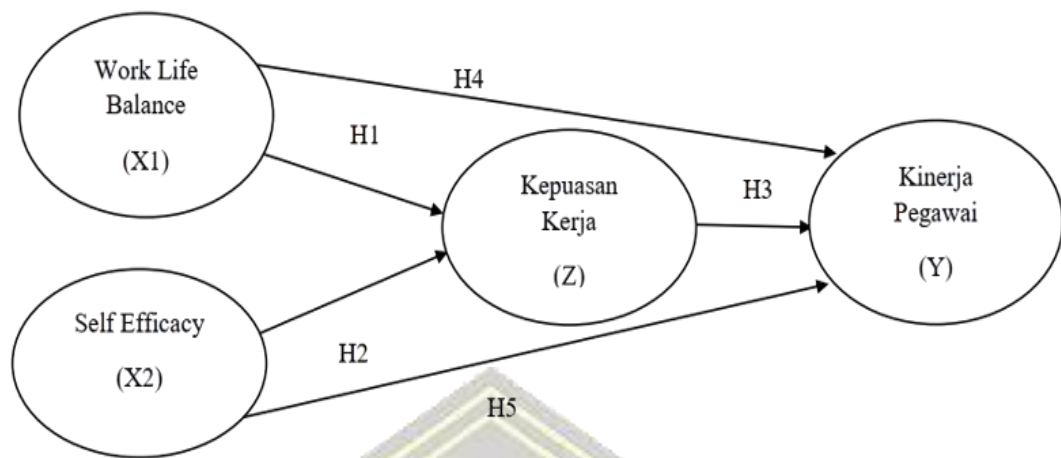 Work Life
Balance
(X1)
H4
H1
Kepuasan
Kerja
(Z)
H3
Kinerja
Pegawai
(Y)
Self Efficacy
(X2)
H2
H5